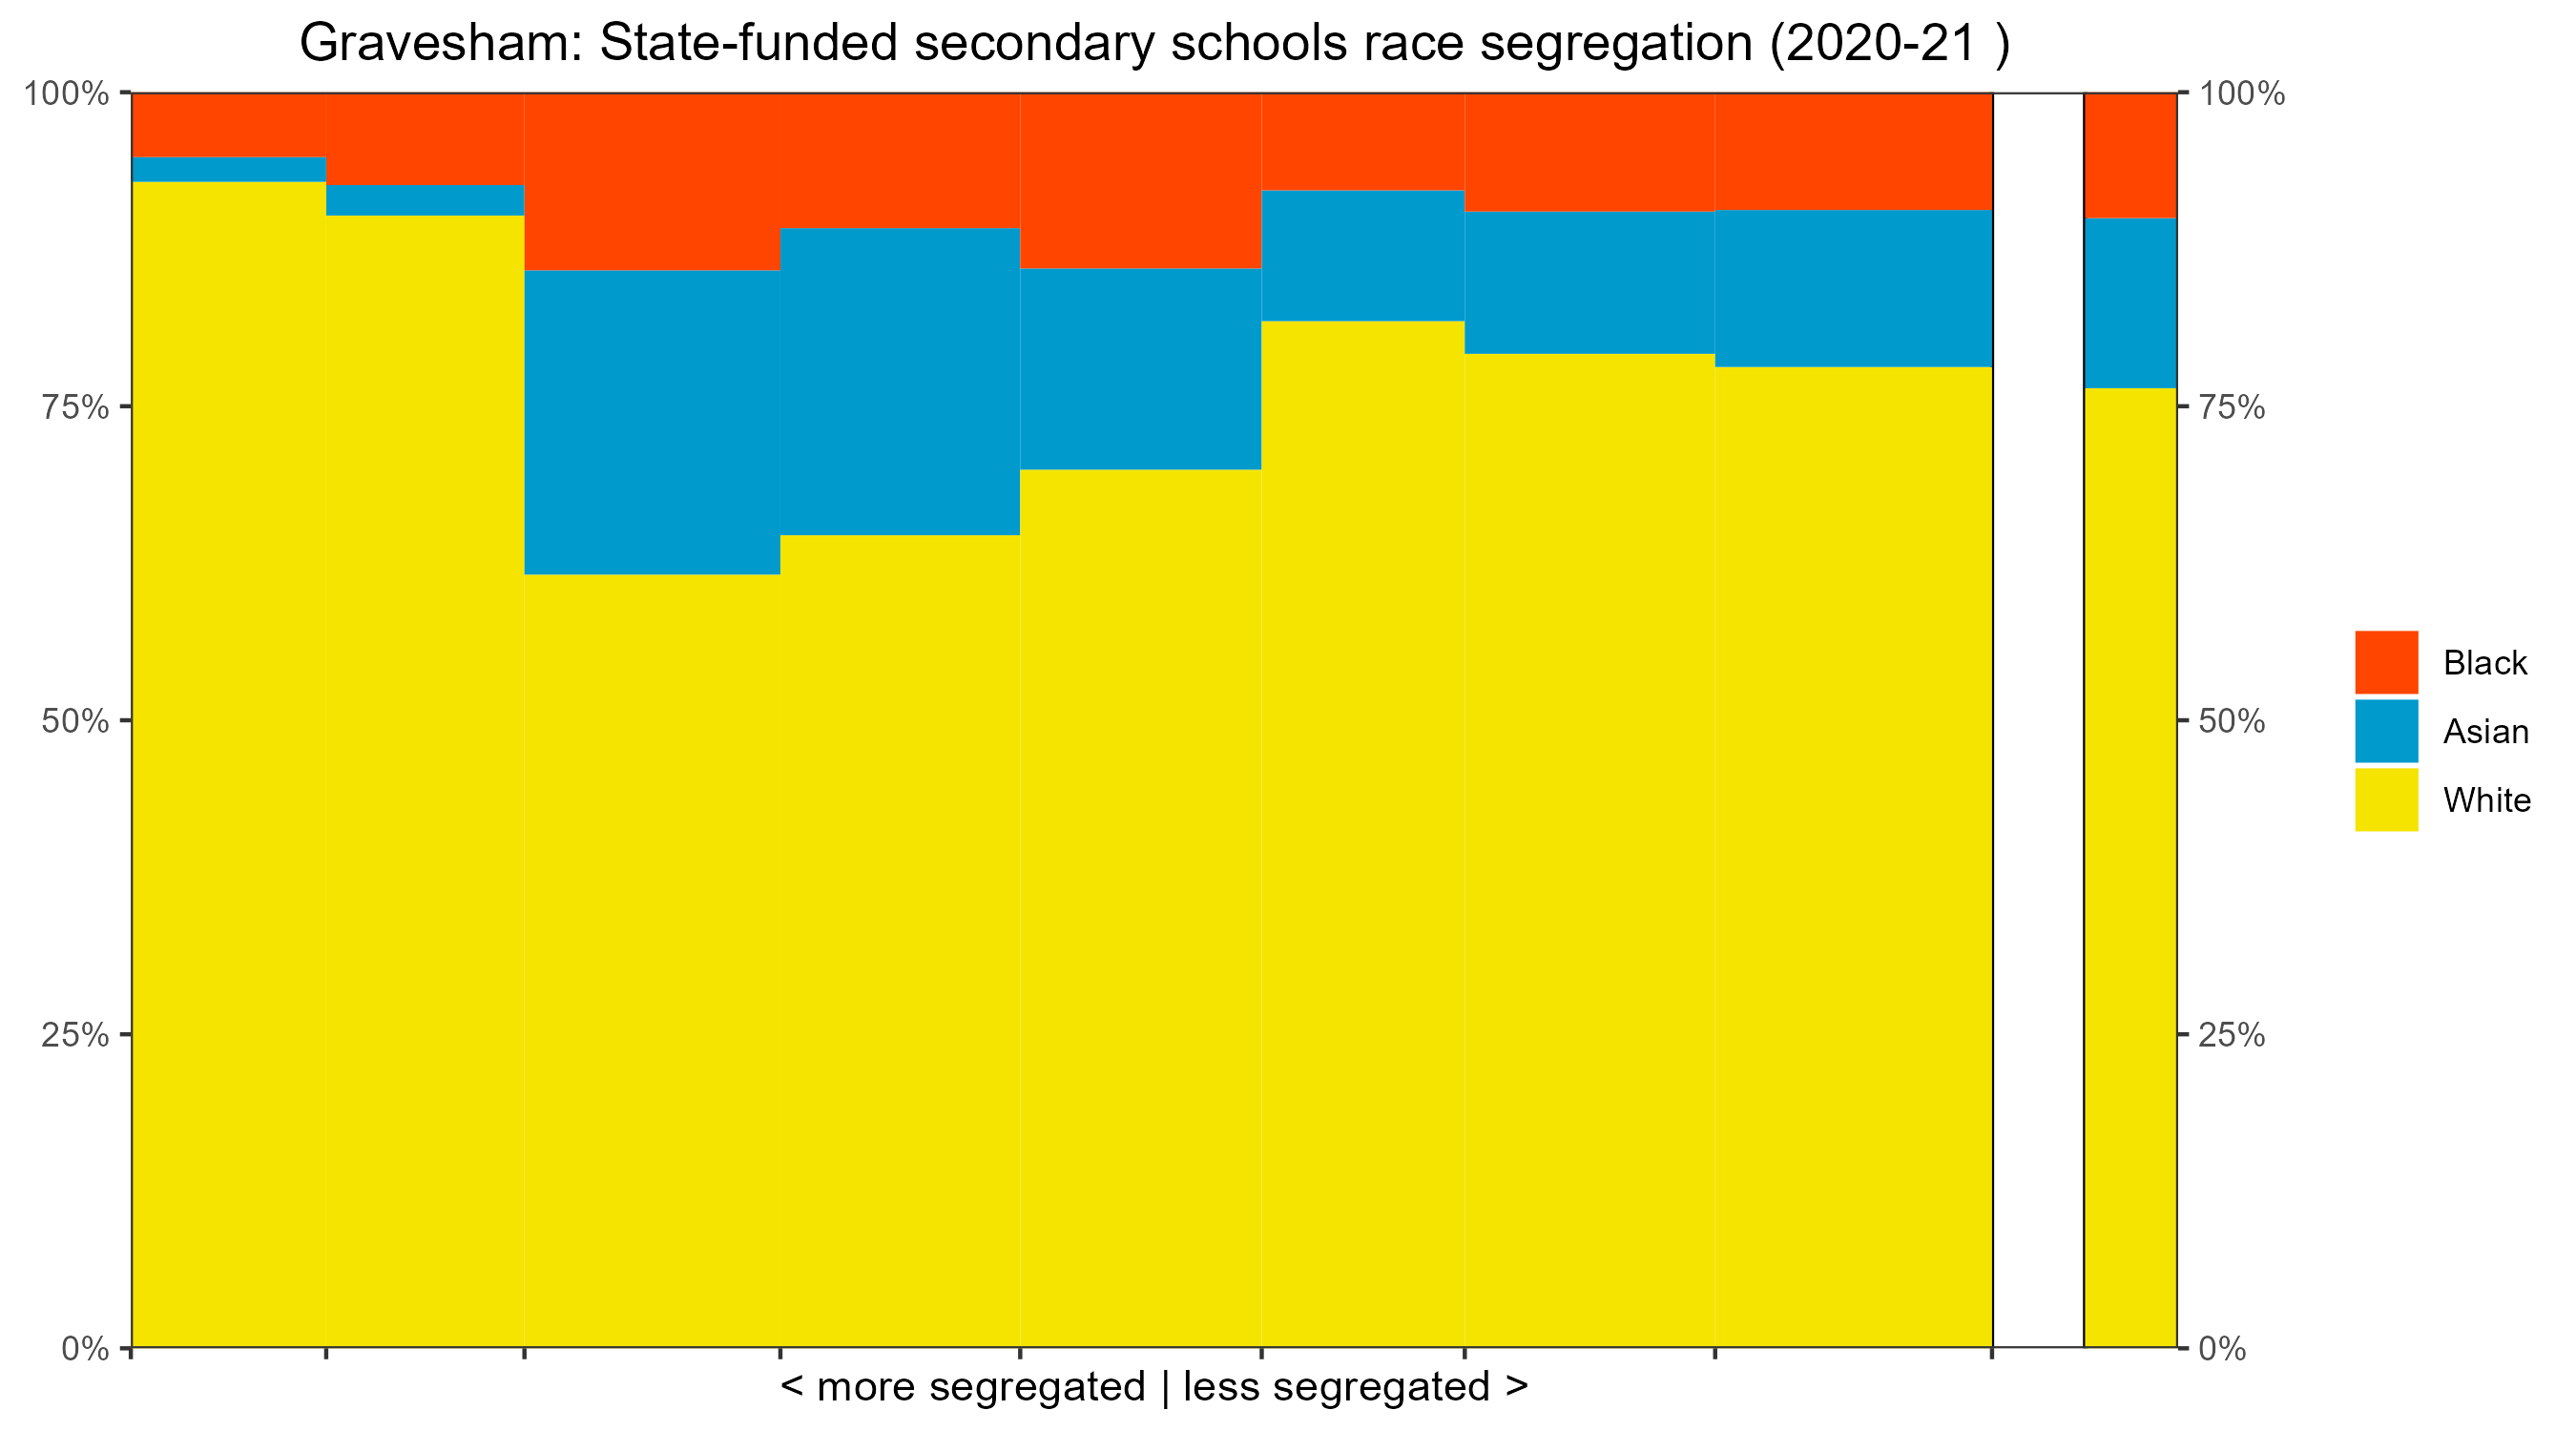 Gravesham: State-funded secondary schools race segregation (2020-21 )
100%
75%
50%
25%
0%
100%
75%
50%
25%
0%
Black
Asian
White
< more segregated | less segregated >